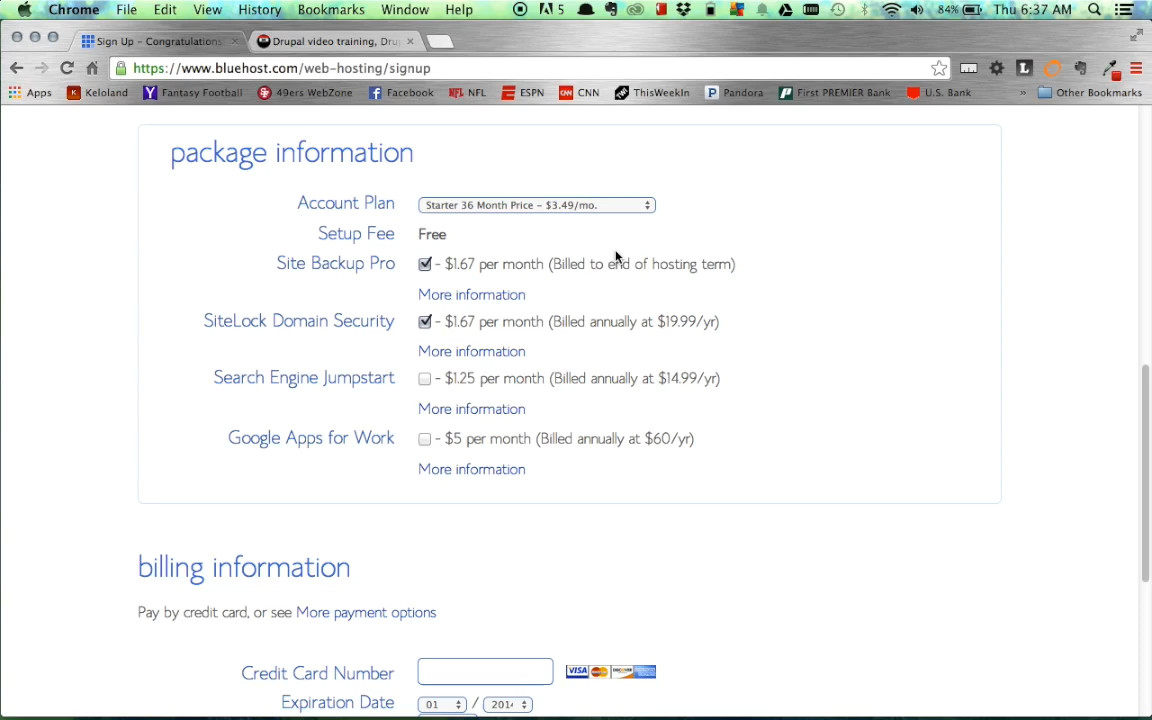 Chrome File Edit View History Bookmarks Window Help 5 84% Thu 6:37 AM
Sign Up - Congratulations Drupal video training, Dru
https://www.bluehost.com/web-hosting/signup
Apps Keloland Fantasy Football 49ers WebZone Facebook NFL ESPN CNN ThisWeekIn Pandora First PREMIER Bank U.S. Bank » Other Bookmarks
package information
Account Plan Starter 36 Month Price - $3.49/mo.
Setup Fee Free
Site Backup Pro - $1.67 per month (Billed to end of hosting term)
More information
SiteLock Domain Security - $1.67 per month (Billed annually at $19.99/yr)
More information
Search Engine Jumpstart - $1.25 per month (Billed annually at $14.99/yr)
More information
Google Apps for Work - $5 per month (Billed annually at $60/yr)
More information
billing information
Pay by credit card, or see More payment options
Credit Card Number VISA
Expiration Date 01 / 2014